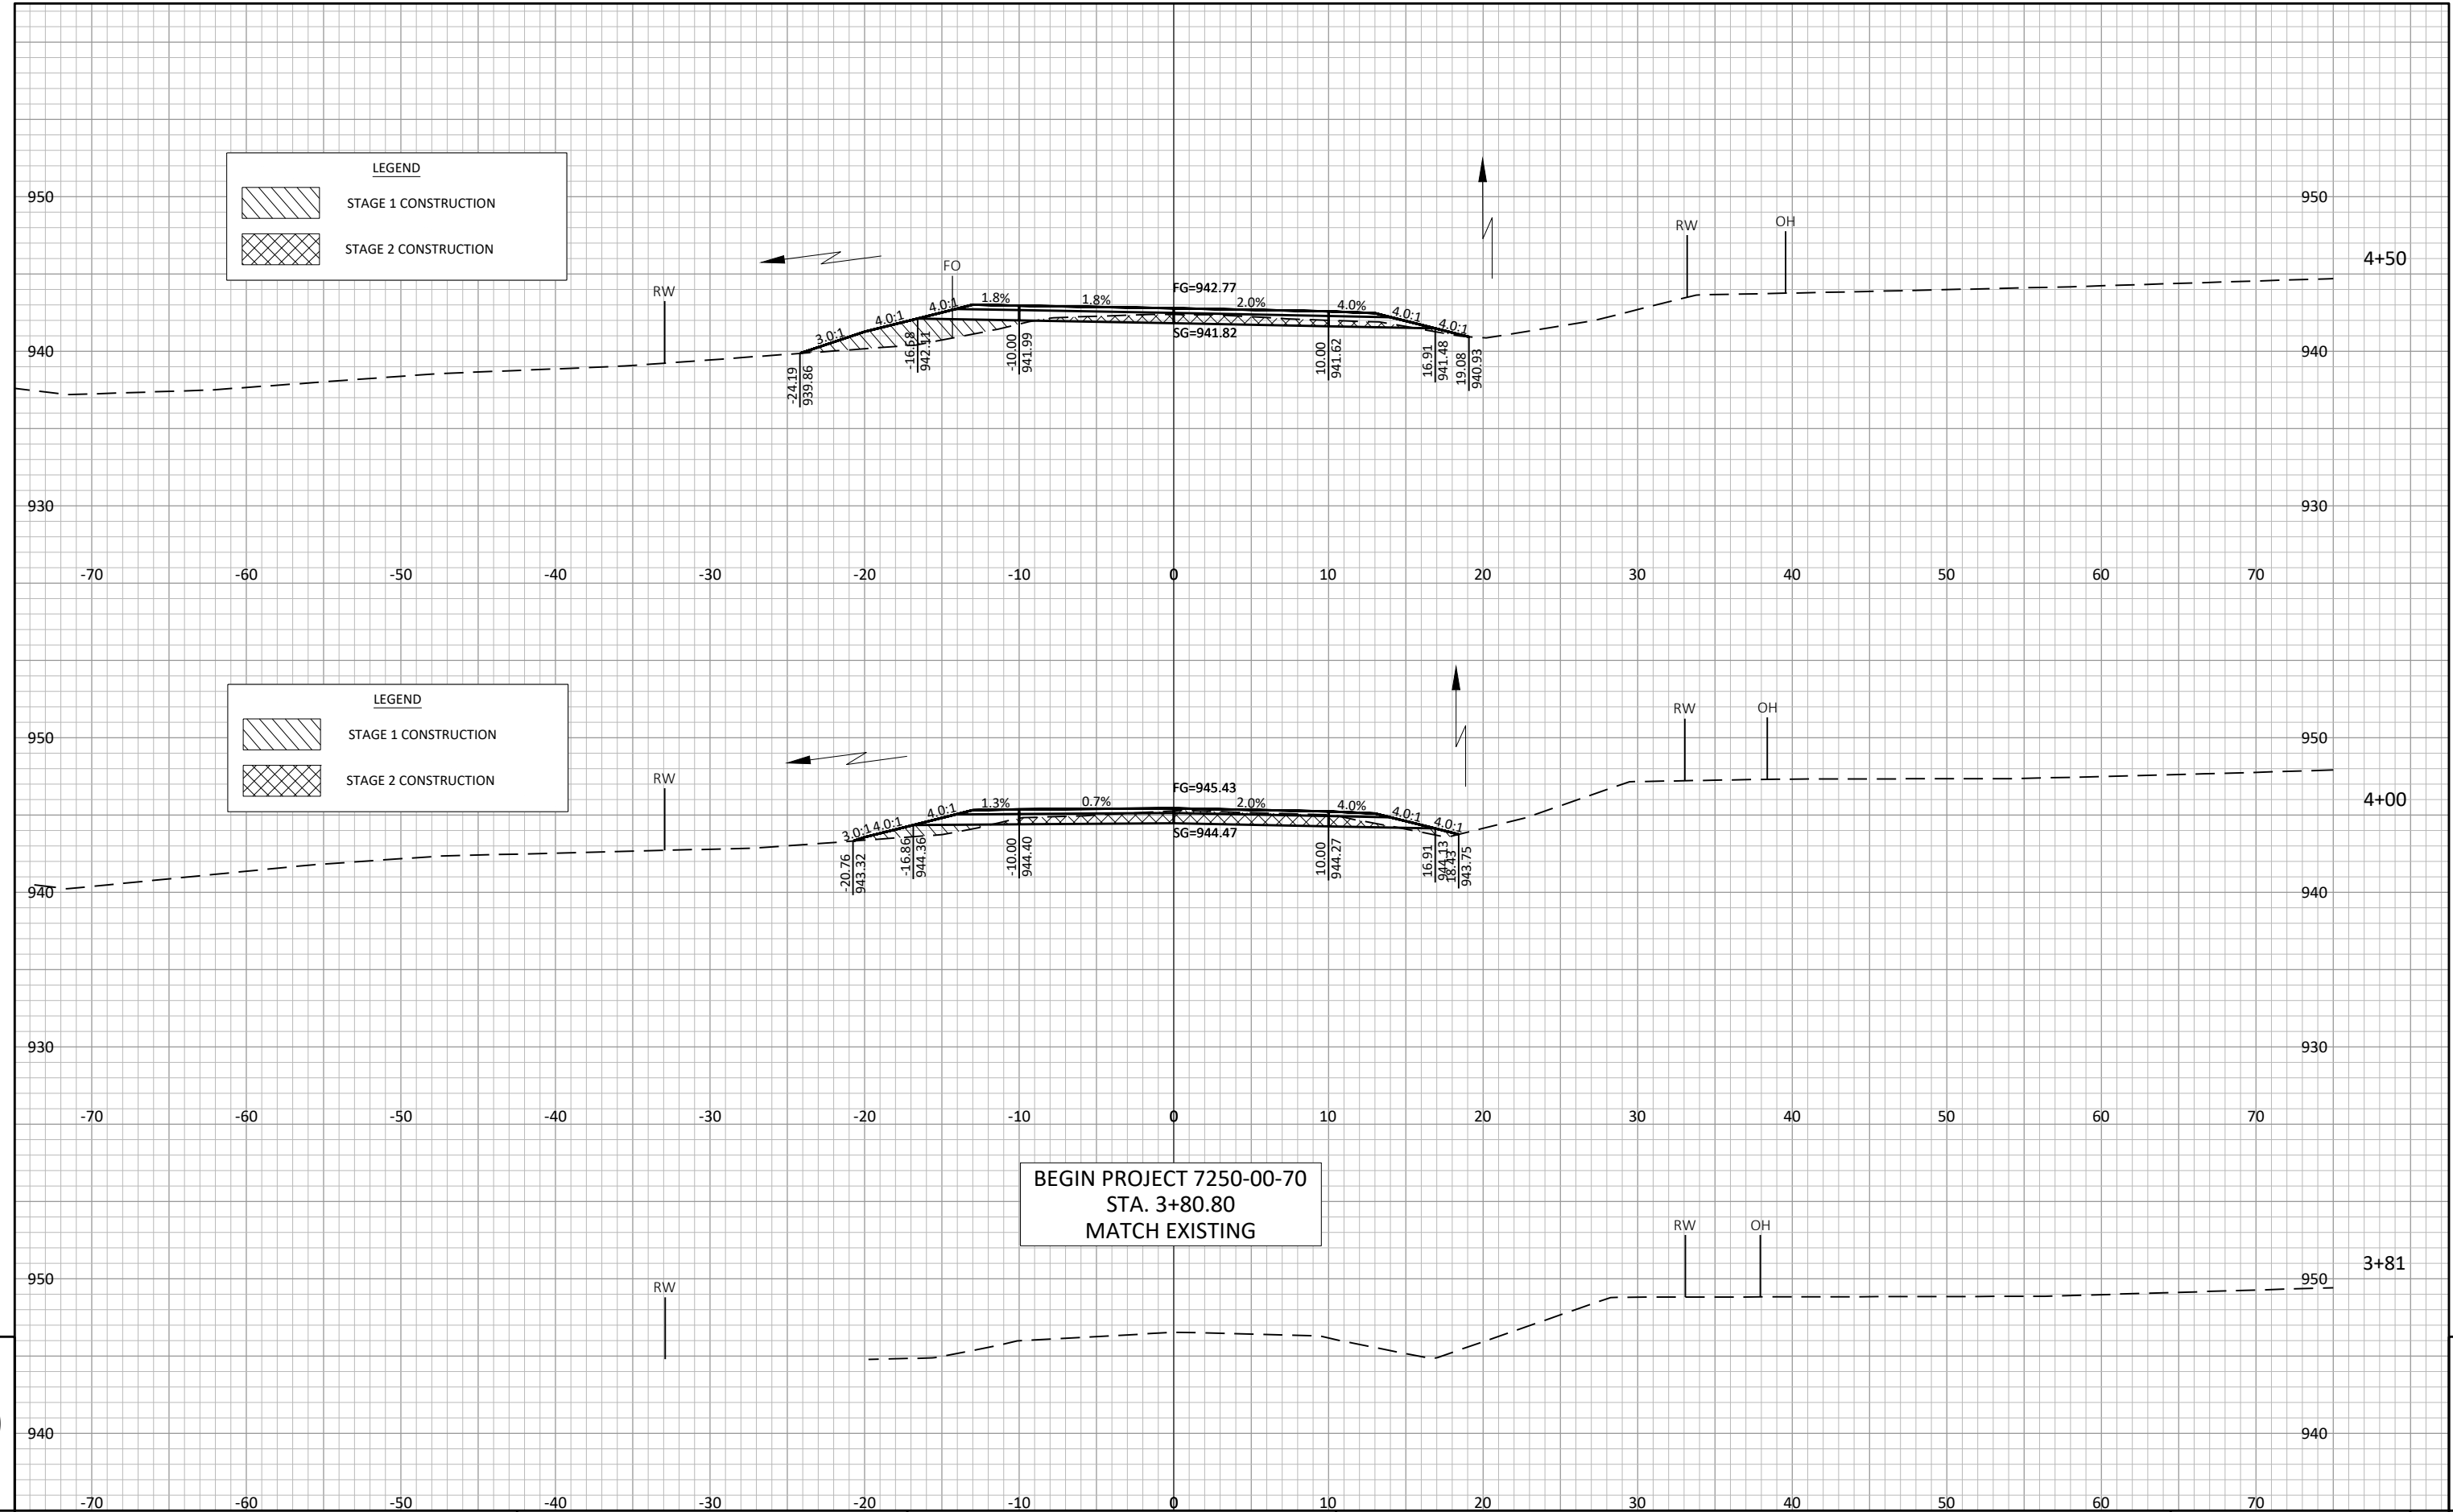 LEGEND
STAGE 1 CONSTRUCTION
STAGE 2 CONSTRUCTION
950
950
RW
OH
4+50
FO
RW
FG=942.77
3.0:1
4.0:1
4.0:1
1.8%
1.8%
2.0%
4.0%
4.0:1
4.0:1
SG=941.82
940
940
-24.19
939.86
-16.58
942.11
-10.00
941.99
10.00
941.62
16.91
941.48
19.08
940.93
930
930
-70 -60 -50 -40 -30 -20 -10 0 10 20 30 40 50 60 70
LEGEND
STAGE 1 CONSTRUCTION
STAGE 2 CONSTRUCTION
950
950
RW
OH
4+00
RW
FG=945.43
3.0:1
4.0:1
4.0:1
1.3%
0.7%
2.0%
4.0%
4.0:1
4.0:1
SG=944.47
940
940
-20.76
943.32
-16.86
944.36
-10.00
944.40
10.00
944.27
16.91
944.13
18.43
943.75
930
930
-70 -60 -50 -40 -30 -20 -10 0 10 20 30 40 50 60 70
BEGIN PROJECT 7250-00-70
STA. 3+80.80
MATCH EXISTING
RW
OH
3+81
950
950
RW
940
940
-70 -60 -50 -40 -30 -20 -10 0 10 20 30 40 50 60 70